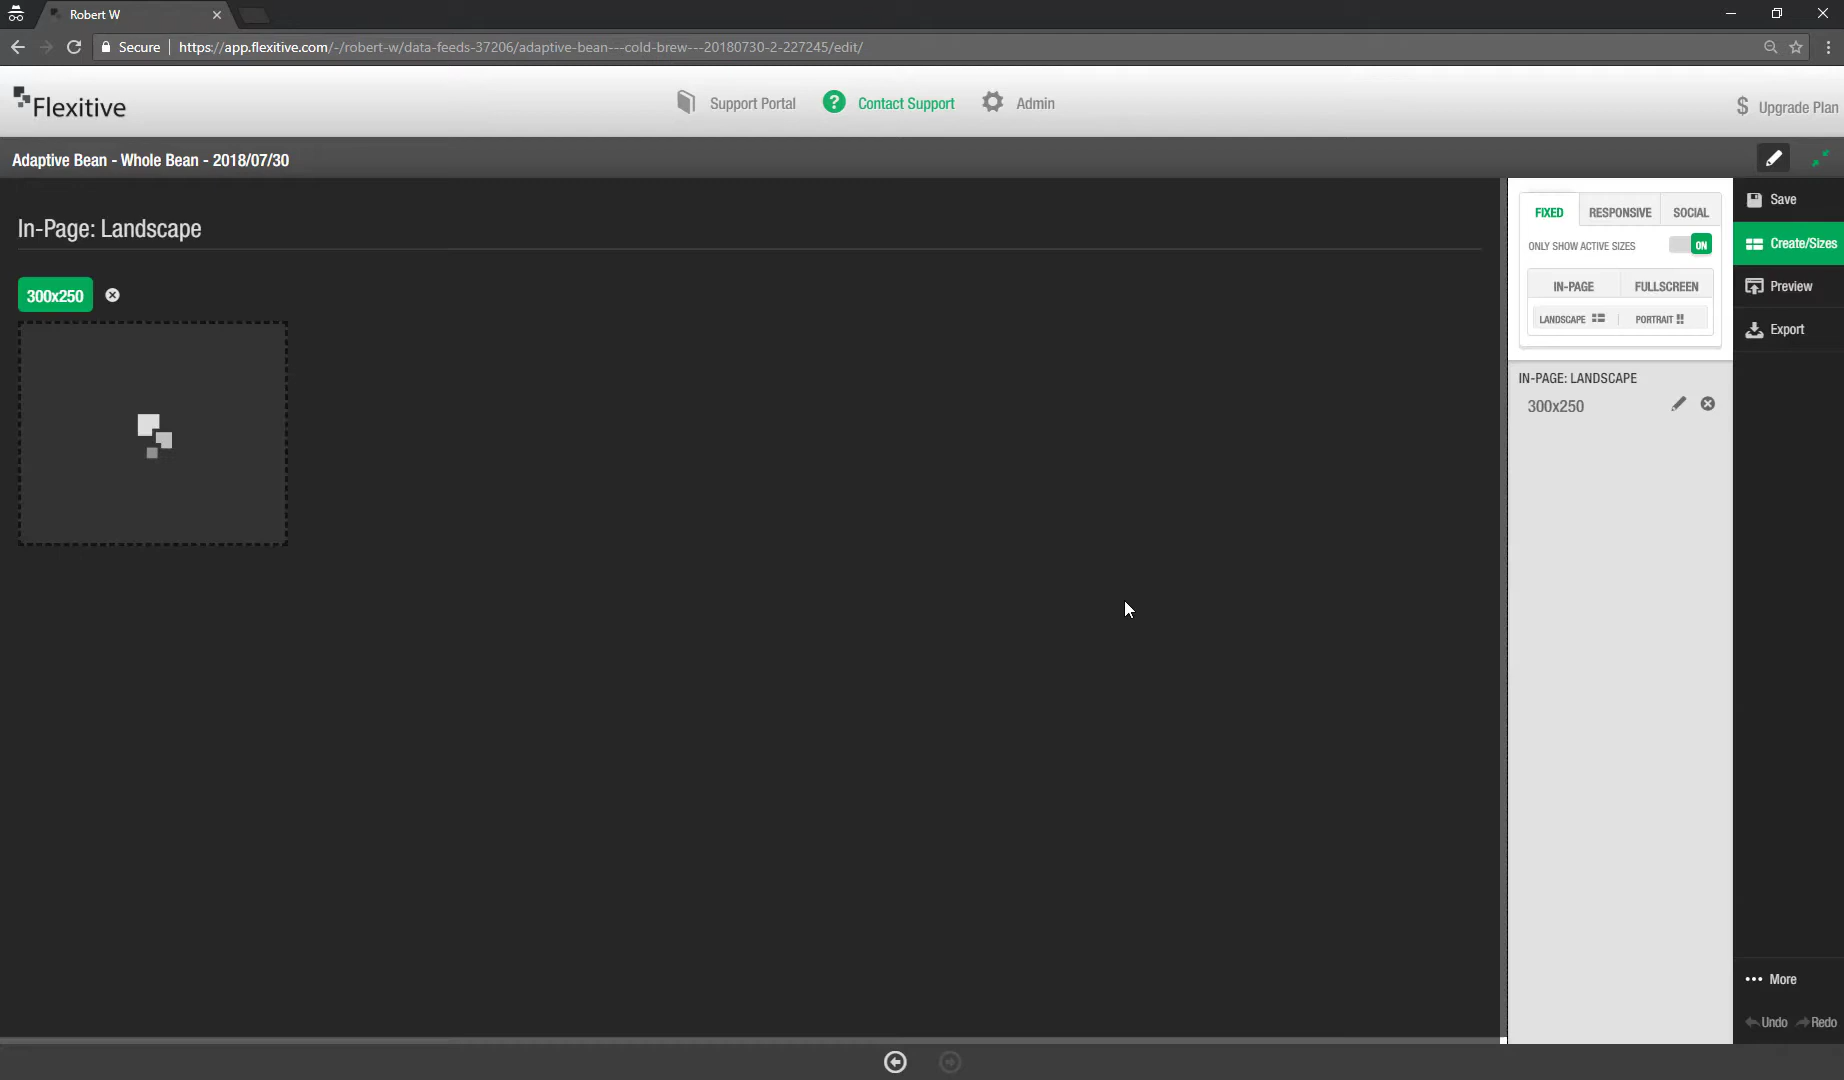 Robert W
Secure https://app.flexitive.com/-/robert-w/data-feeds-37206/adaptive-bean---cold-brew---20180730-2-227245/edit/
Flexitive
Support Portal
? Contact Support
Admin
$ Upgrade Plan
Adaptive Bean - Whole Bean - 2018/07/30
In-Page: Landscape
300x250
FIXED RESPONSIVE SOCIAL
ONLY SHOW ACTIVE SIZES ON
IN-PAGE FULLSCREEN
LANDSCAPE PORTRAIT
IN-PAGE: LANDSCAPE
300x250
Save
Create/Sizes
Preview
Export
More
Undo Redo